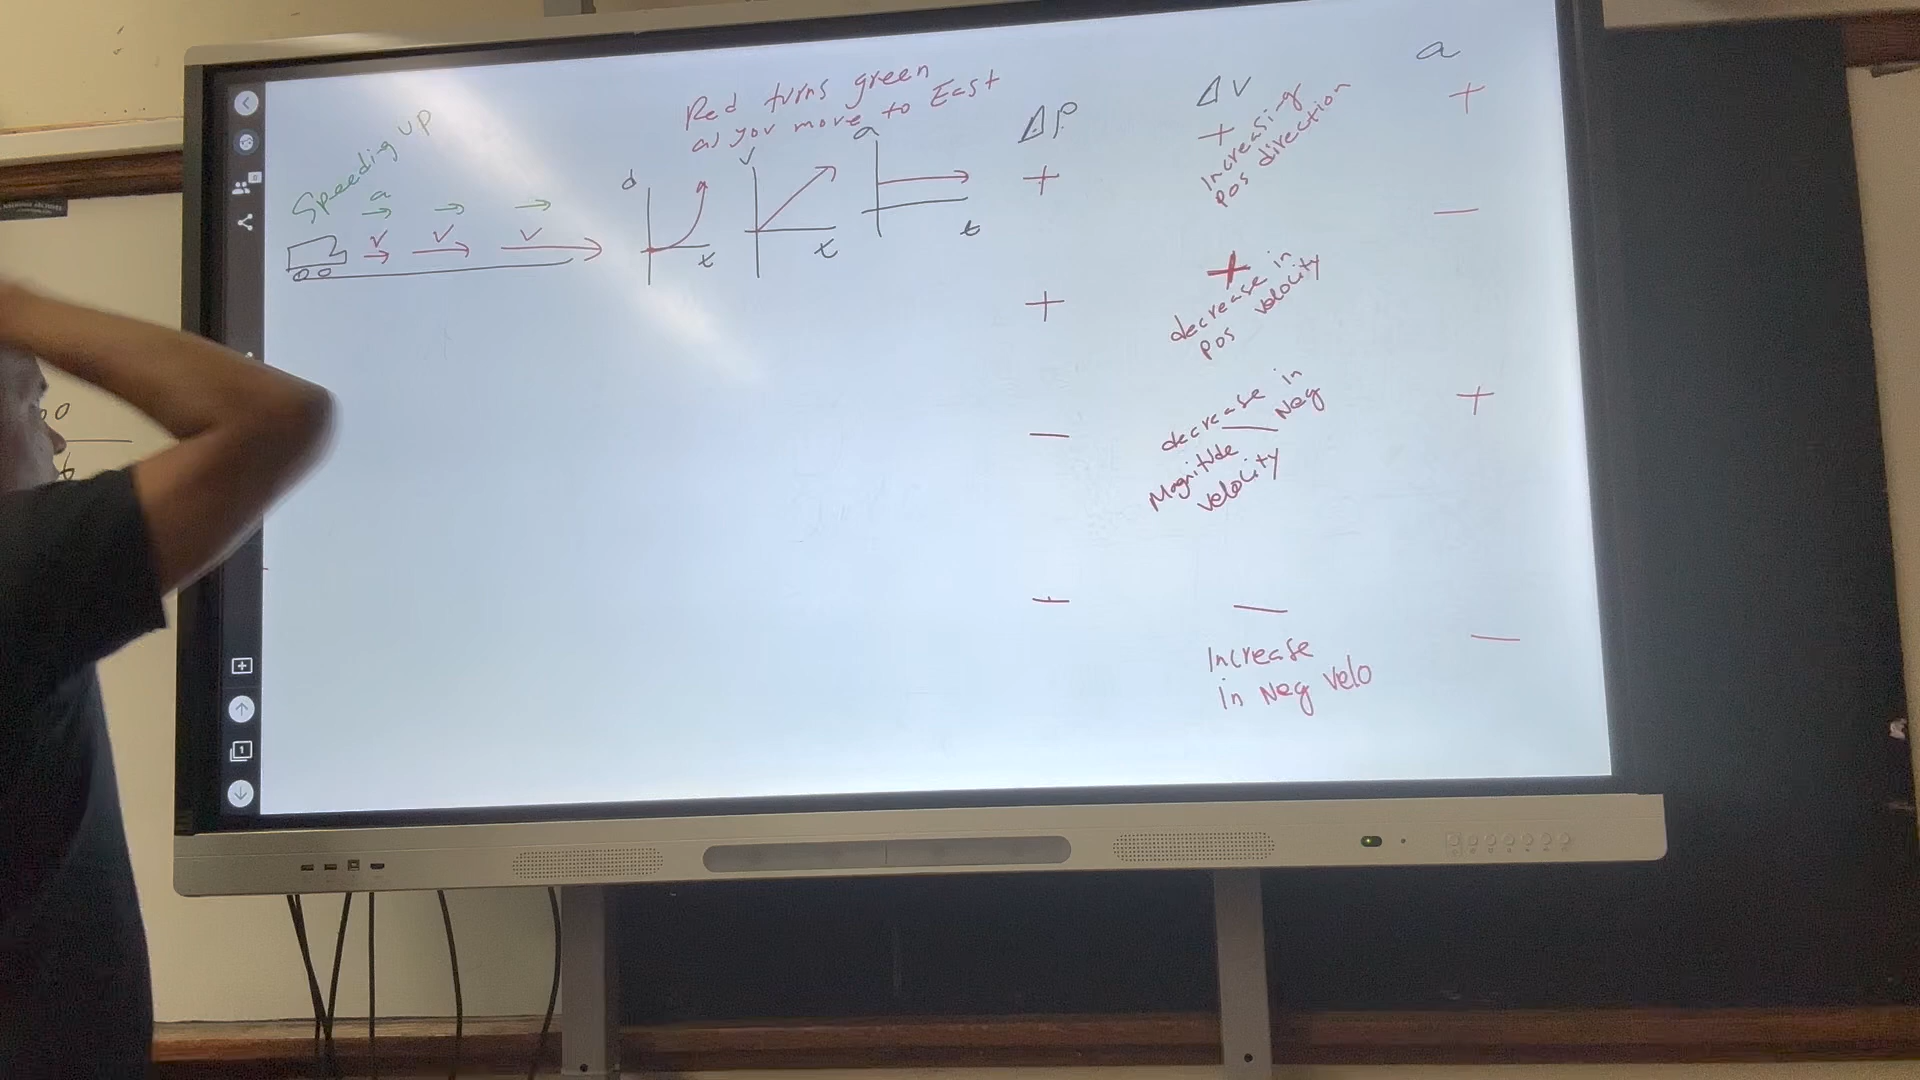 Speeding up
a
v
v
v
Red turns green
as you move to East
d
t
v
t
a
t
ΔP
+
+
−
−
ΔV
+
Increasing
pos direction
+
decrease in
pos velocity
decrease in
− Neg
Magnitude
velocity
−
Increase
in Neg velo
a
+
−
+
−
1